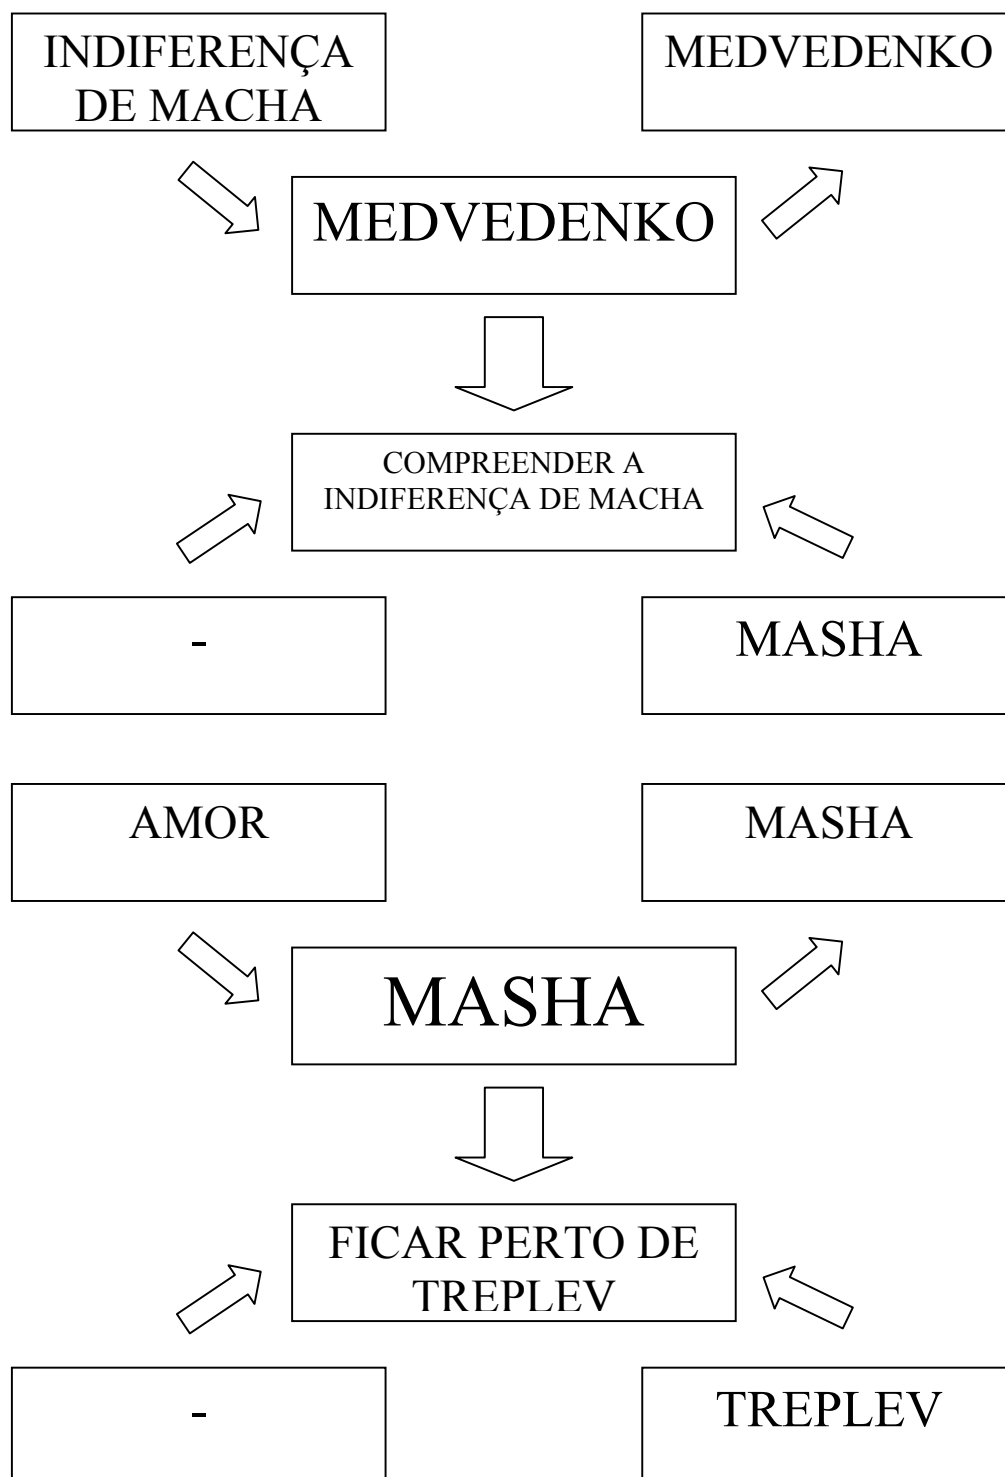 INDIFERENÇA
DE MACHA
MEDVEDENKO
MEDVEDENKO
COMPREENDER A
INDIFERENÇA DE MACHA
-
MASHA
AMOR
MASHA
MASHA
FICAR PERTO DE
TREPLEV
-
TREPLEV